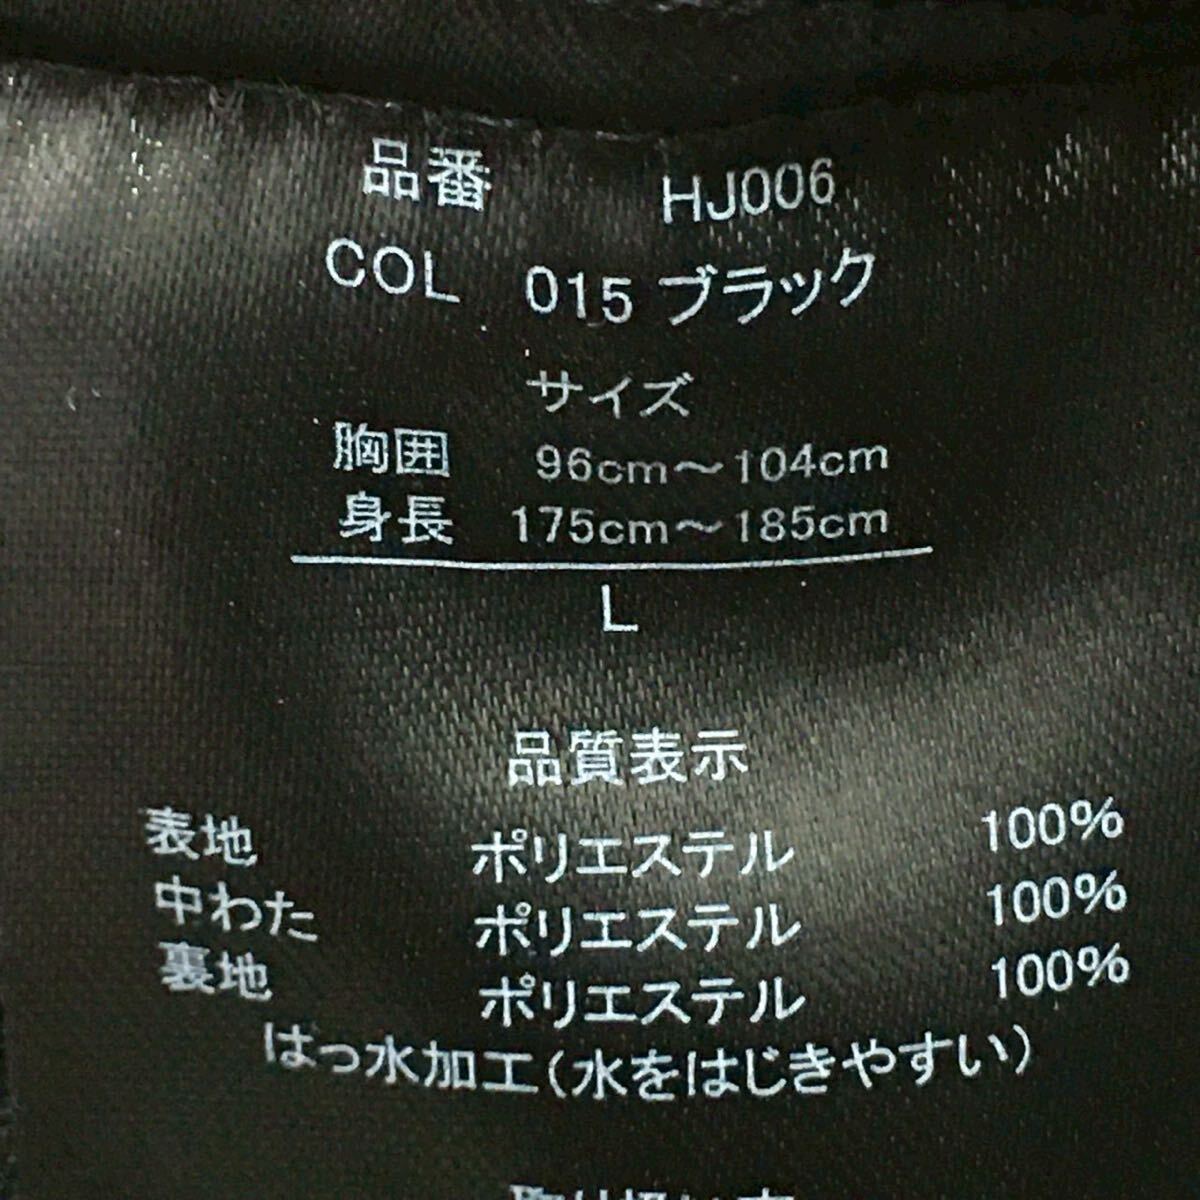 品番 HJ006
COL 015 ブラック
サイズ
胸囲 96cm～104cm
身長 175cm～185cm
L
品質表示
表地 ポリエステル 100%
中わた ポリエステル 100%
裏地 ポリエステル 100%
はっ水加工(水をはじきやすい)